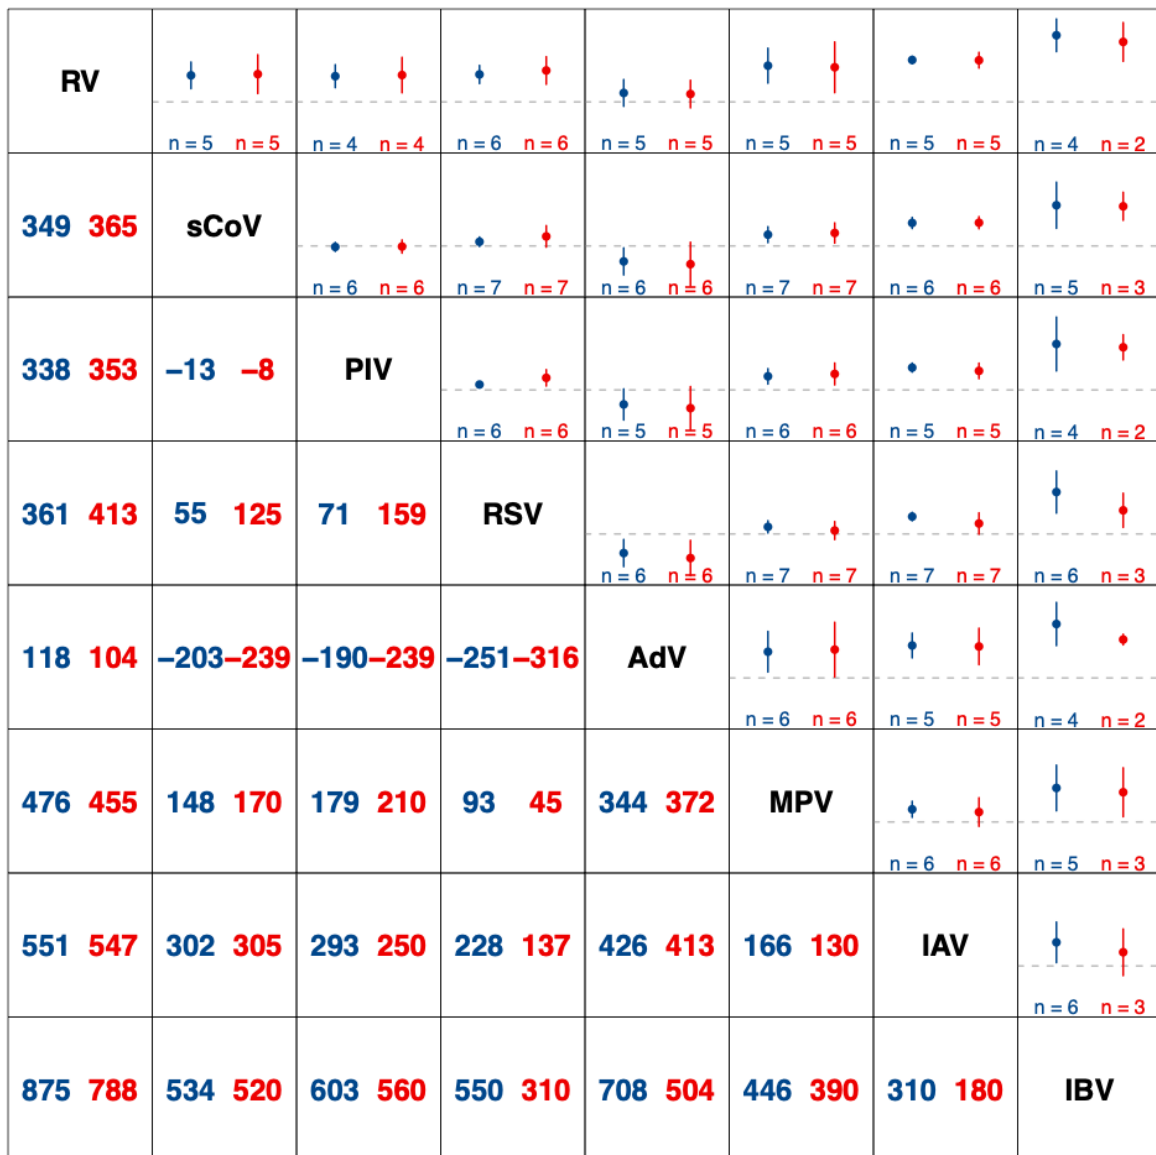 RV
n = 5 n = 5 n = 4 n = 4 n = 6 n = 6 n = 5 n = 5 n = 5 n = 5 n = 5 n = 5 n = 4 n = 2
349 365 sCoV
n = 6 n = 6 n = 7 n = 7 n = 6 n = 6 n = 7 n = 7 n = 6 n = 6 n = 5 n = 3
338 353 −13 −8 PIV
n = 6 n = 6 n = 5 n = 5 n = 6 n = 6 n = 5 n = 5 n = 4 n = 2
361 413 55 125 71 159 RSV
n = 6 n = 6 n = 7 n = 7 n = 7 n = 7 n = 6 n = 3
118 104 −203 −239 −190 −239 −251 −316 AdV
n = 6 n = 6 n = 5 n = 5 n = 4 n = 2
476 455 148 170 179 210 93 45 344 372 MPV
n = 6 n = 6 n = 5 n = 3
551 547 302 305 293 250 228 137 426 413 166 130 IAV
n = 6 n = 3
875 788 534 520 603 560 550 310 708 504 446 390 310 180 IBV